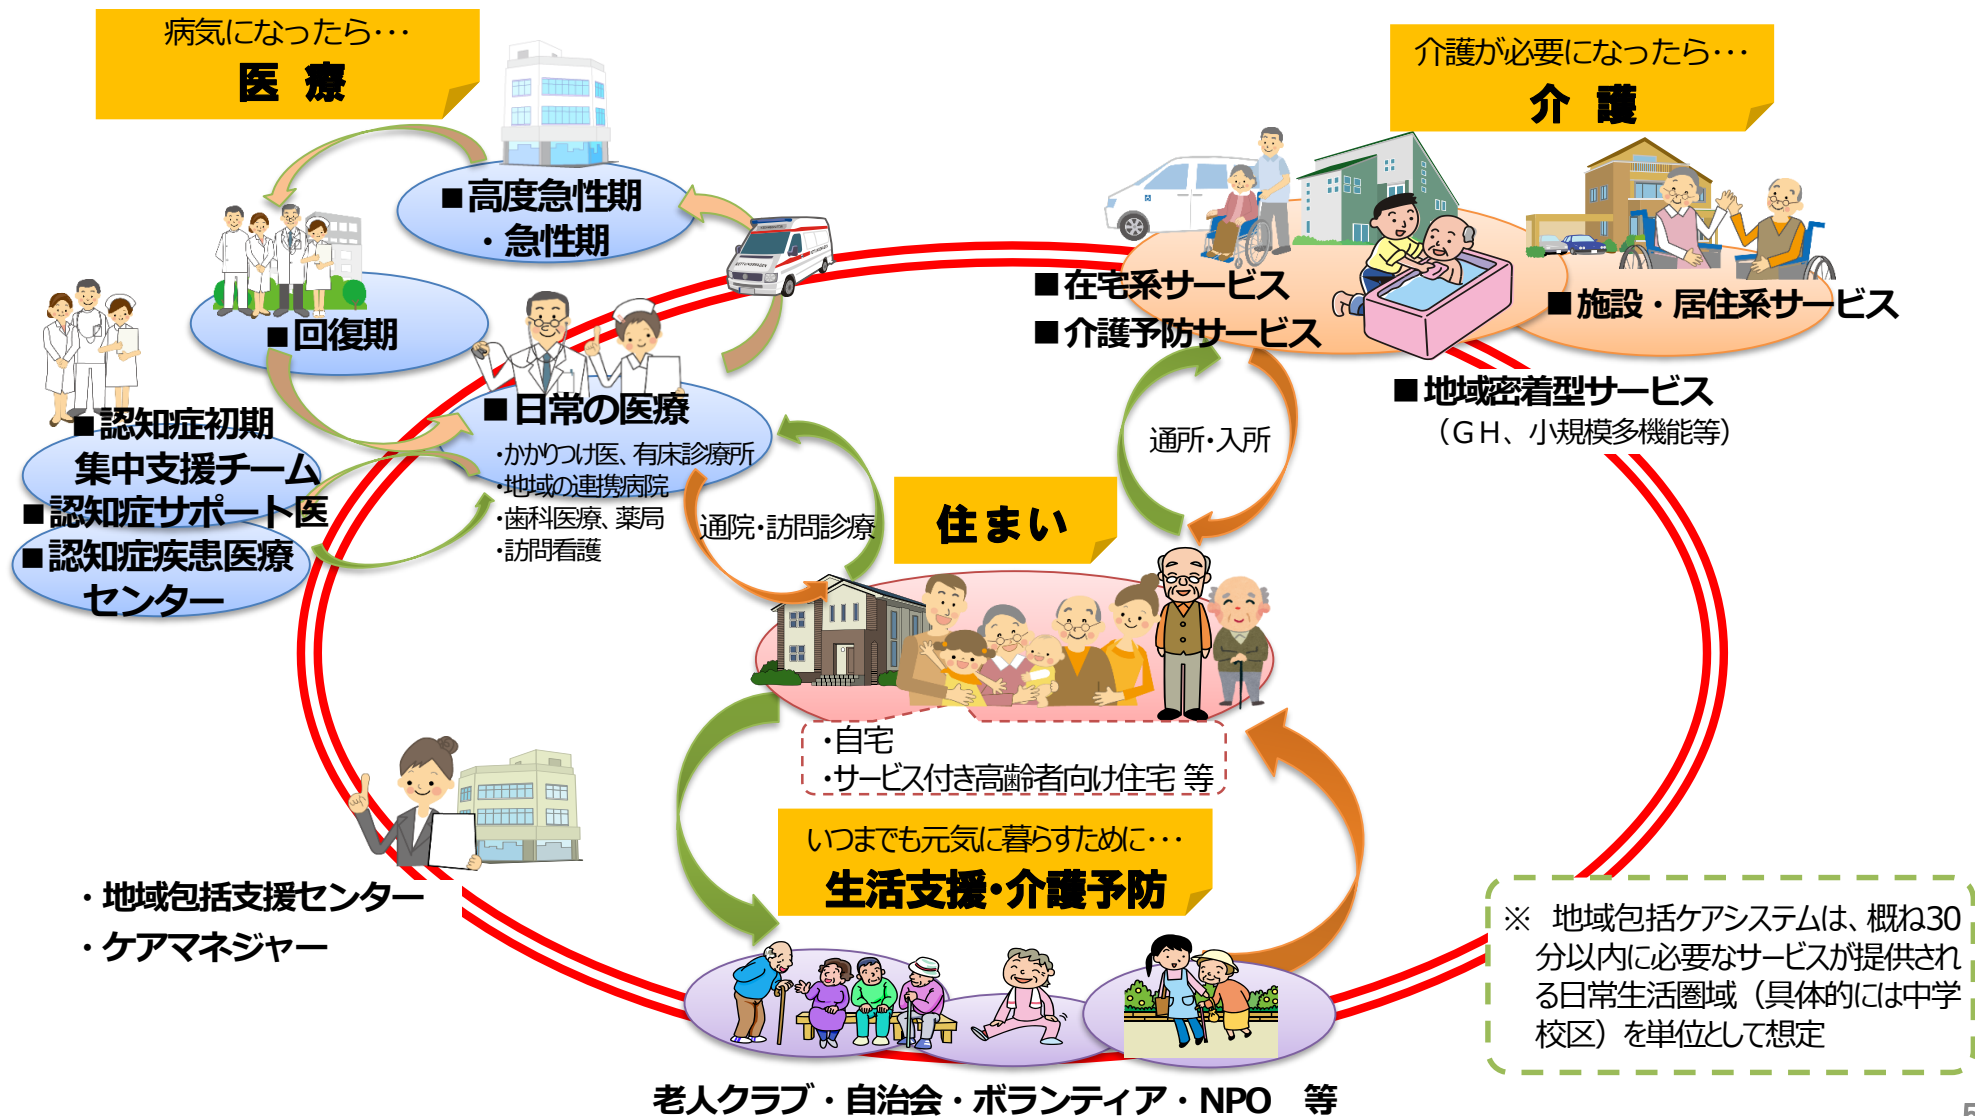 病気になったら･･･
医 療
介護が必要になったら･･･
介 護
■高度急性期
・急性期
■回復期
■認知症初期
集中支援チーム
■認知症サポート医
■認知症疾患医療
センター
■日常の医療
・かかりつけ医、有床診療所
・地域の連携病院
・歯科医療、薬局
・訪問看護
通院・訪問診療
■在宅系サービス
■介護予防サービス
■施設・居住系サービス
■地域密着型サービス
（ＧＨ、小規模多機能等）
通所・入所
住まい
・自宅
・サービス付き高齢者向け住宅 等
いつまでも元気に暮らすために･･･
生活支援・介護予防
・地域包括支援センター
・ケアマネジャー
老人クラブ・自治会・ボランティア・NPO　等
※　地域包括ケアシステムは、概ね30
分以内に必要なサービスが提供され
る日常生活圏域（具体的には中学
校区）を単位として想定